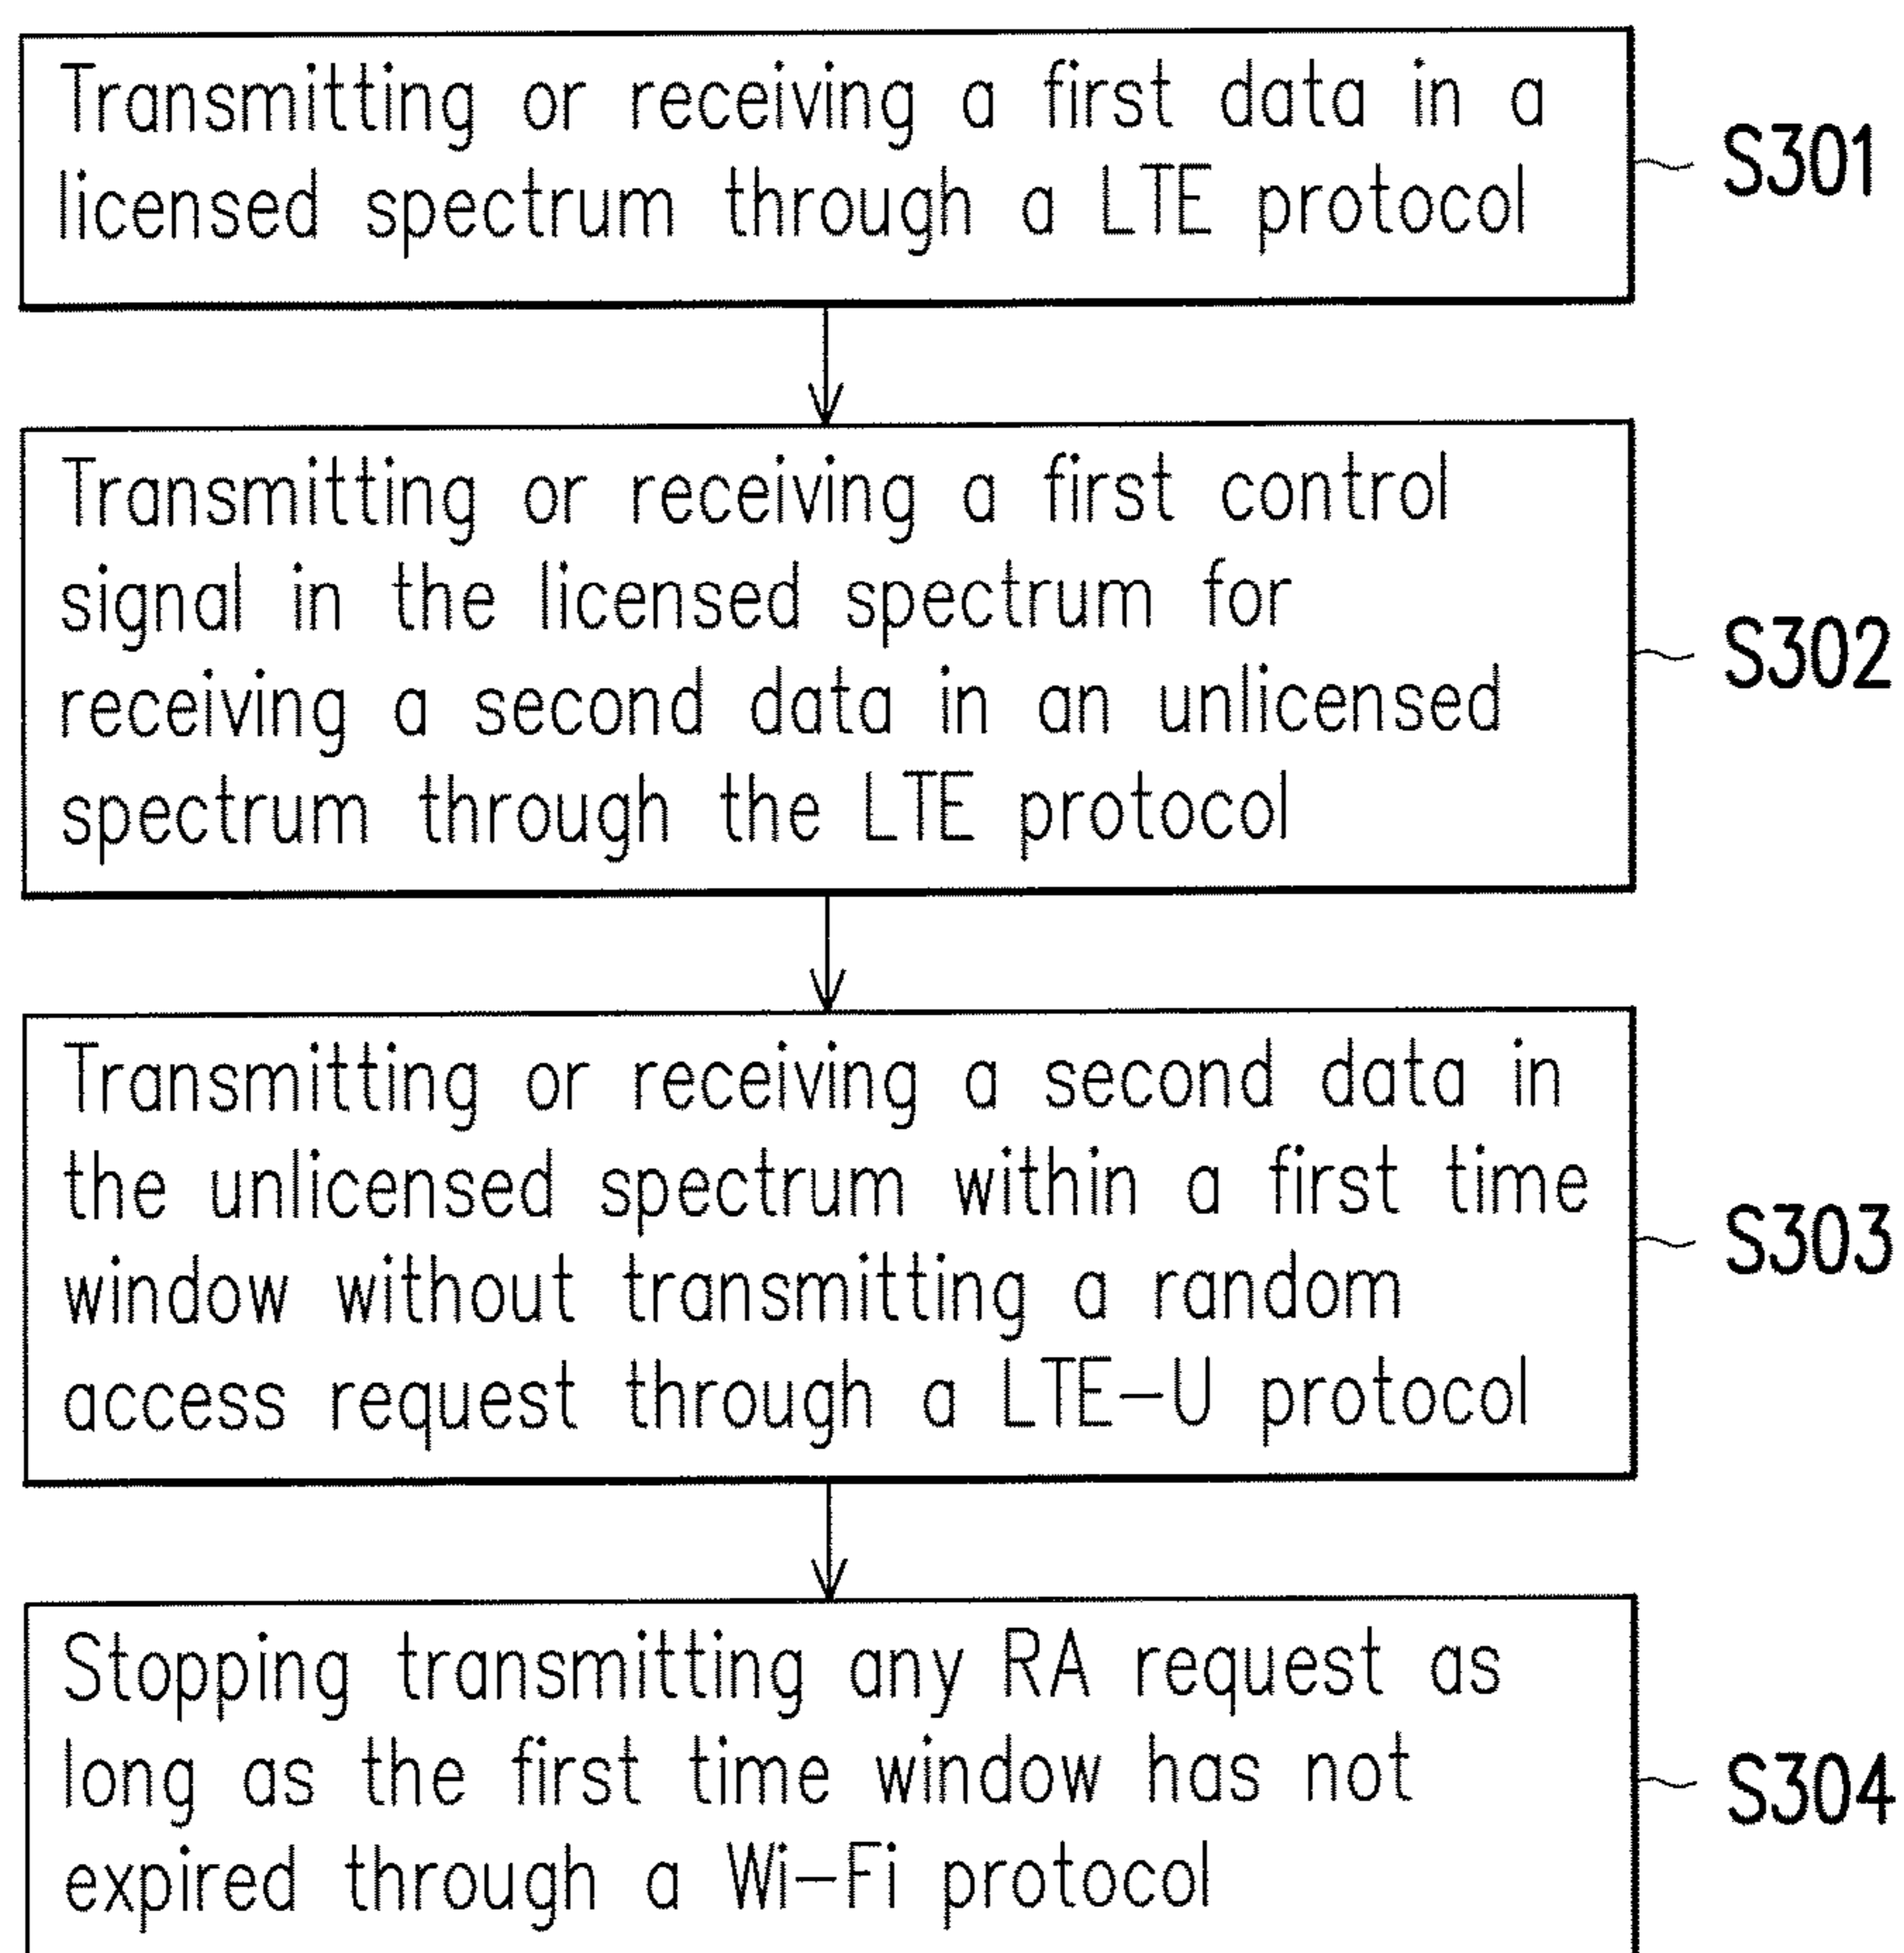 Transmitting or receiving a first data in a
licensed spectrum through a LTE protocol
S301
Transmitting or receiving a first control
signal in the licensed spectrum for
receiving a second data in an unlicensed
spectrum through the LTE protocol
S302
Transmitting or receiving a second data in
the unlicensed spectrum within a first time
window without transmitting a random
access request through a LTE-U protocol
S303
Stopping transmitting any RA request as
long as the first time window has not
expired through a Wi-Fi protocol
S304